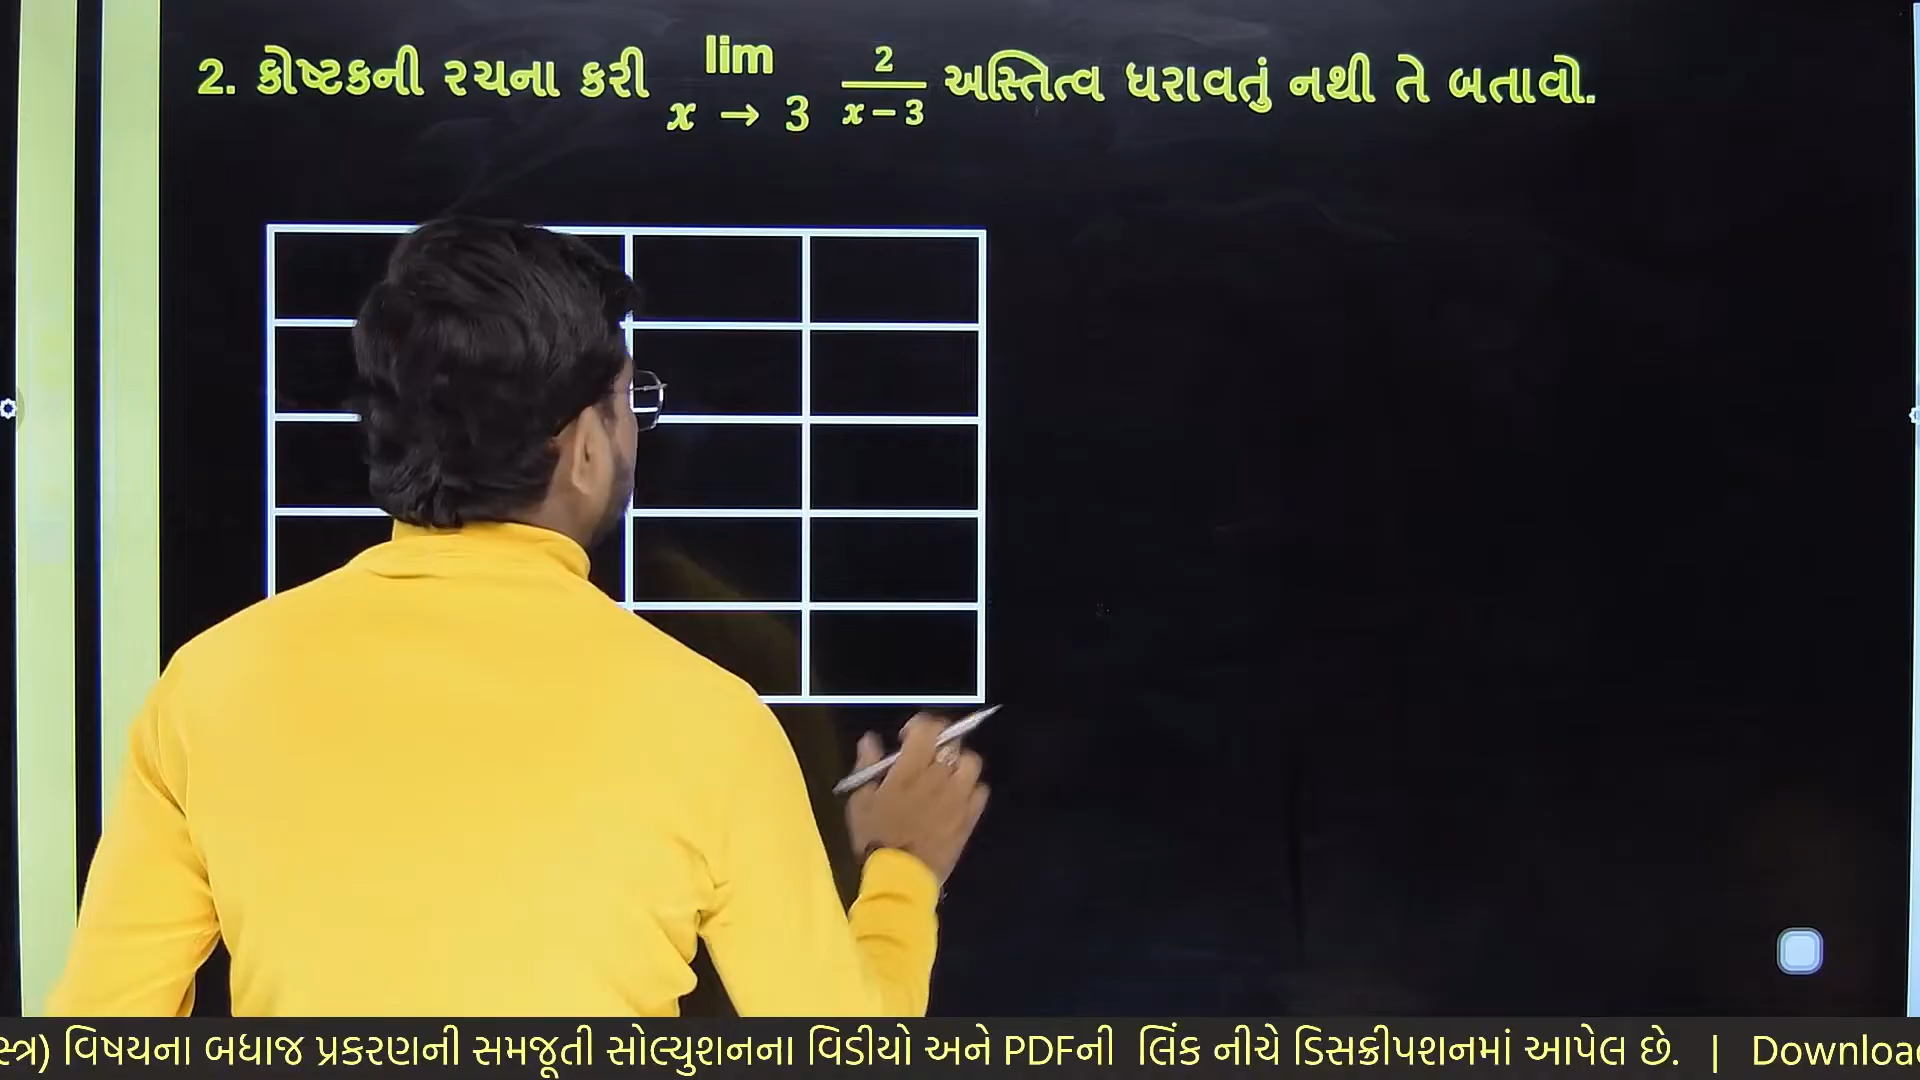 2. કોષ્ટકની રચના કરી lim x → 3 2/(x – 3) અસ્તિત્વ ધરાવતું નથી તે બતાવો.
સ્ત્ર) વિષયના બધાજ પ્રકરણની સમજૂતી સોલ્યુશનના વિડીયો અને PDFની લિંક નીચે ડિસક્રીપશનમાં આપેલ છે. | Download